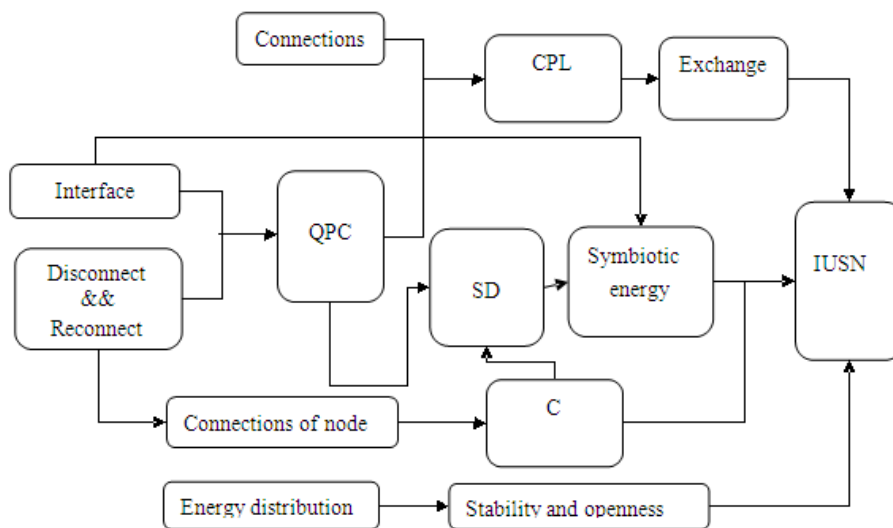 Connections
CPL
Exchange
Interface
QPC
Disconnect
&&
Reconnect
SD
Symbiotic
energy
IUSN
Connections of node
C
Energy distribution
Stability and openness